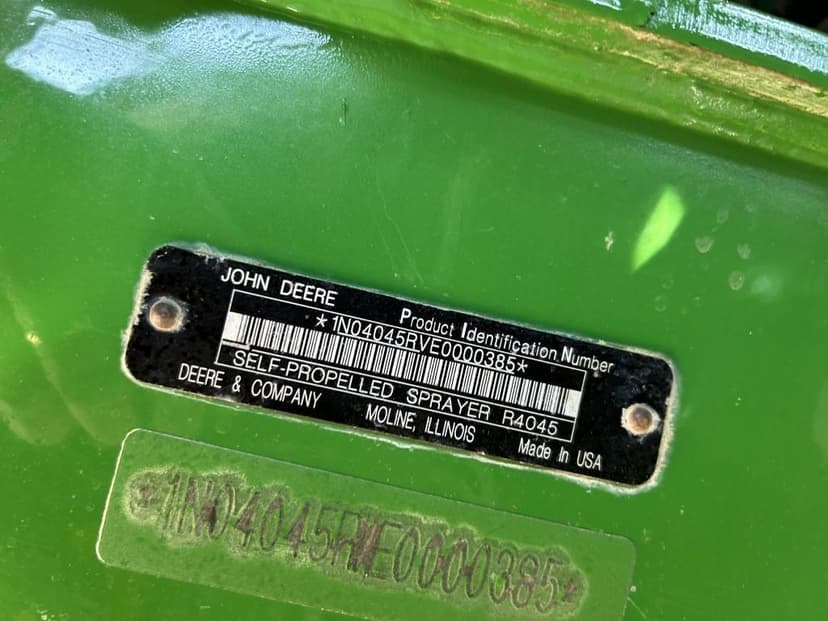 JOHN DEERE
Product Identification Number
*1N04045RVE0000385*
SELF-PROPELLED SPRAYER R4045
DEERE & COMPANY MOLINE, ILLINOIS Made In USA
*1N04045RVE0000385*